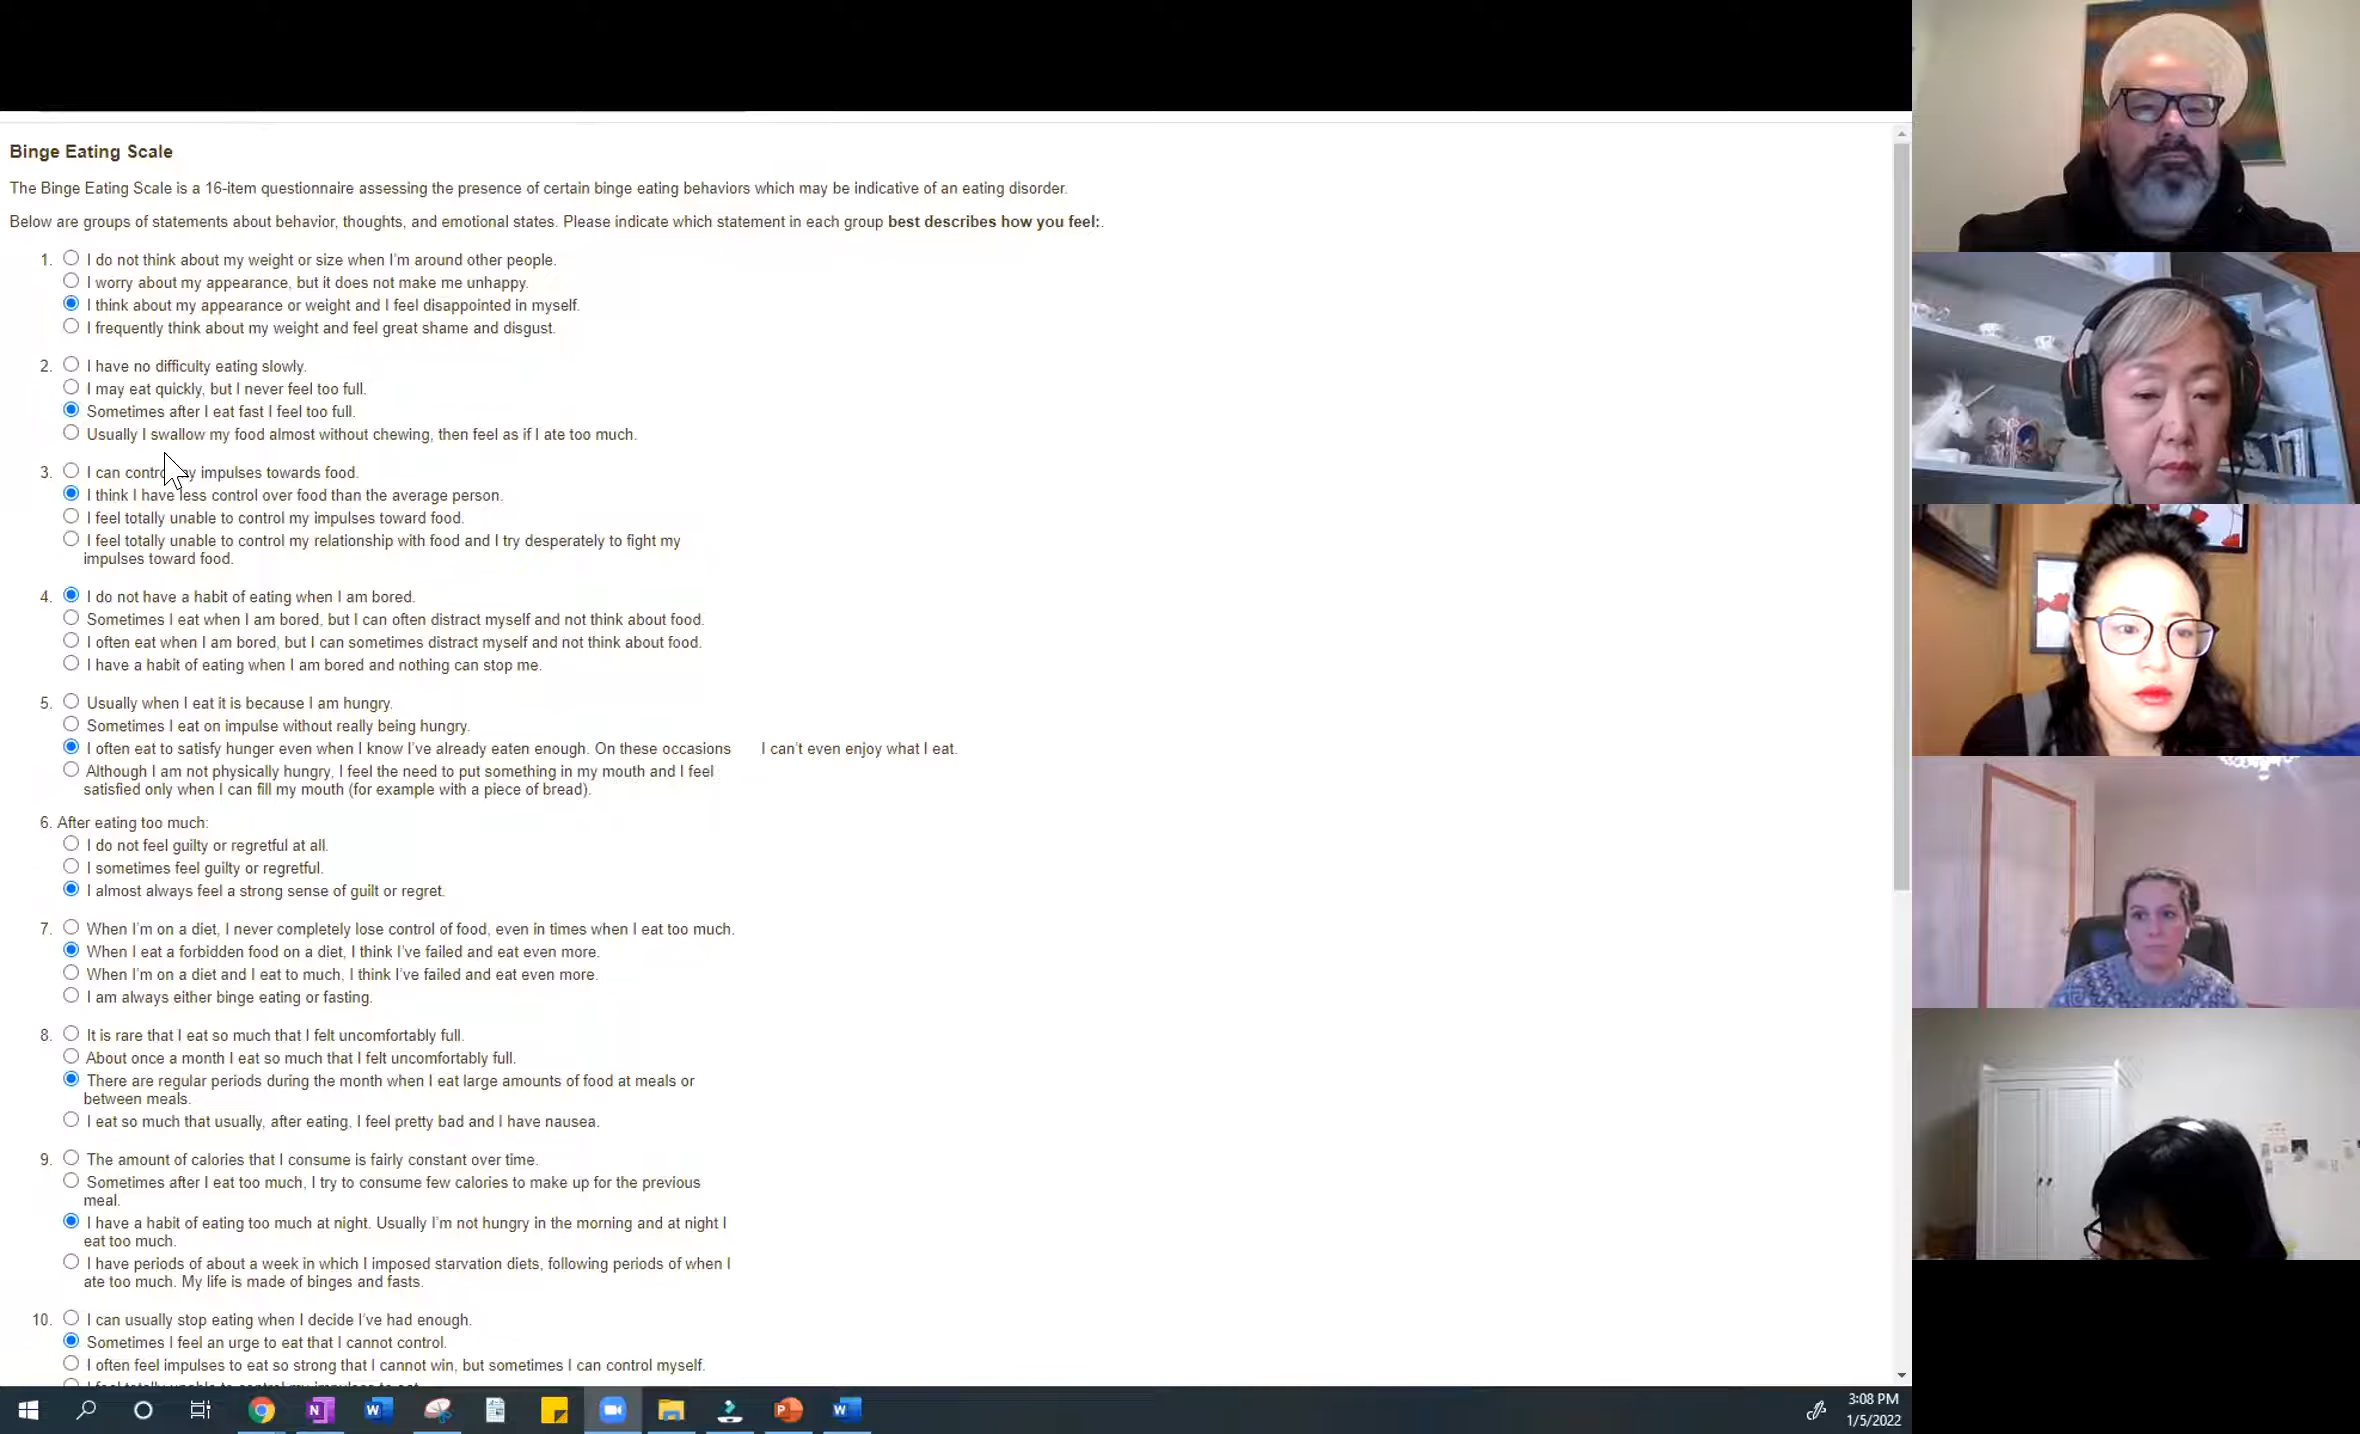 Binge Eating Scale
The Binge Eating Scale is a 16-item questionnaire assessing the presence of certain binge eating behaviors which may be indicative of an eating disorder.
Below are groups of statements about behavior, thoughts, and emotional states. Please indicate which statement in each group best describes how you feel:.
1. I do not think about my weight or size when I'm around other people.
I worry about my appearance, but it does not make me unhappy.
I think about my appearance or weight and I feel disappointed in myself.
I frequently think about my weight and feel great shame and disgust.
2. I have no difficulty eating slowly.
I may eat quickly, but I never feel too full.
Sometimes after I eat fast I feel too full.
Usually I swallow my food almost without chewing, then feel as if I ate too much.
3. I can contro my impulses towards food.
I think I have less control over food than the average person.
I feel totally unable to control my impulses toward food.
I feel totally unable to control my relationship with food and I try desperately to fight my
impulses toward food.
4. I do not have a habit of eating when I am bored.
Sometimes I eat when I am bored, but I can often distract myself and not think about food.
I often eat when I am bored, but I can sometimes distract myself and not think about food.
I have a habit of eating when I am bored and nothing can stop me.
5. Usually when I eat it is because I am hungry.
Sometimes I eat on impulse without really being hungry.
I often eat to satisfy hunger even when I know I've already eaten enough. On these occasions I can't even enjoy what I eat.
Although I am not physically hungry, I feel the need to put something in my mouth and I feel
satisfied only when I can fill my mouth (for example with a piece of bread).
6. After eating too much:
I do not feel guilty or regretful at all.
I sometimes feel guilty or regretful.
I almost always feel a strong sense of guilt or regret.
7. When I'm on a diet, I never completely lose control of food, even in times when I eat too much.
When I eat a forbidden food on a diet, I think I've failed and eat even more.
When I'm on a diet and I eat to much, I think I've failed and eat even more.
I am always either binge eating or fasting.
8. It is rare that I eat so much that I felt uncomfortably full.
About once a month I eat so much that I felt uncomfortably full.
There are regular periods during the month when I eat large amounts of food at meals or
between meals.
I eat so much that usually, after eating, I feel pretty bad and I have nausea.
9. The amount of calories that I consume is fairly constant over time.
Sometimes after I eat too much, I try to consume few calories to make up for the previous
meal.
I have a habit of eating too much at night. Usually I'm not hungry in the morning and at night I
eat too much.
I have periods of about a week in which I imposed starvation diets, following periods of when I
ate too much. My life is made of binges and fasts.
10. I can usually stop eating when I decide I've had enough.
Sometimes I feel an urge to eat that I cannot control.
I often feel impulses to eat so strong that I cannot win, but sometimes I can control myself.
I feel totally unable to control my impulses to eat.
3:08 PM
1/5/2022